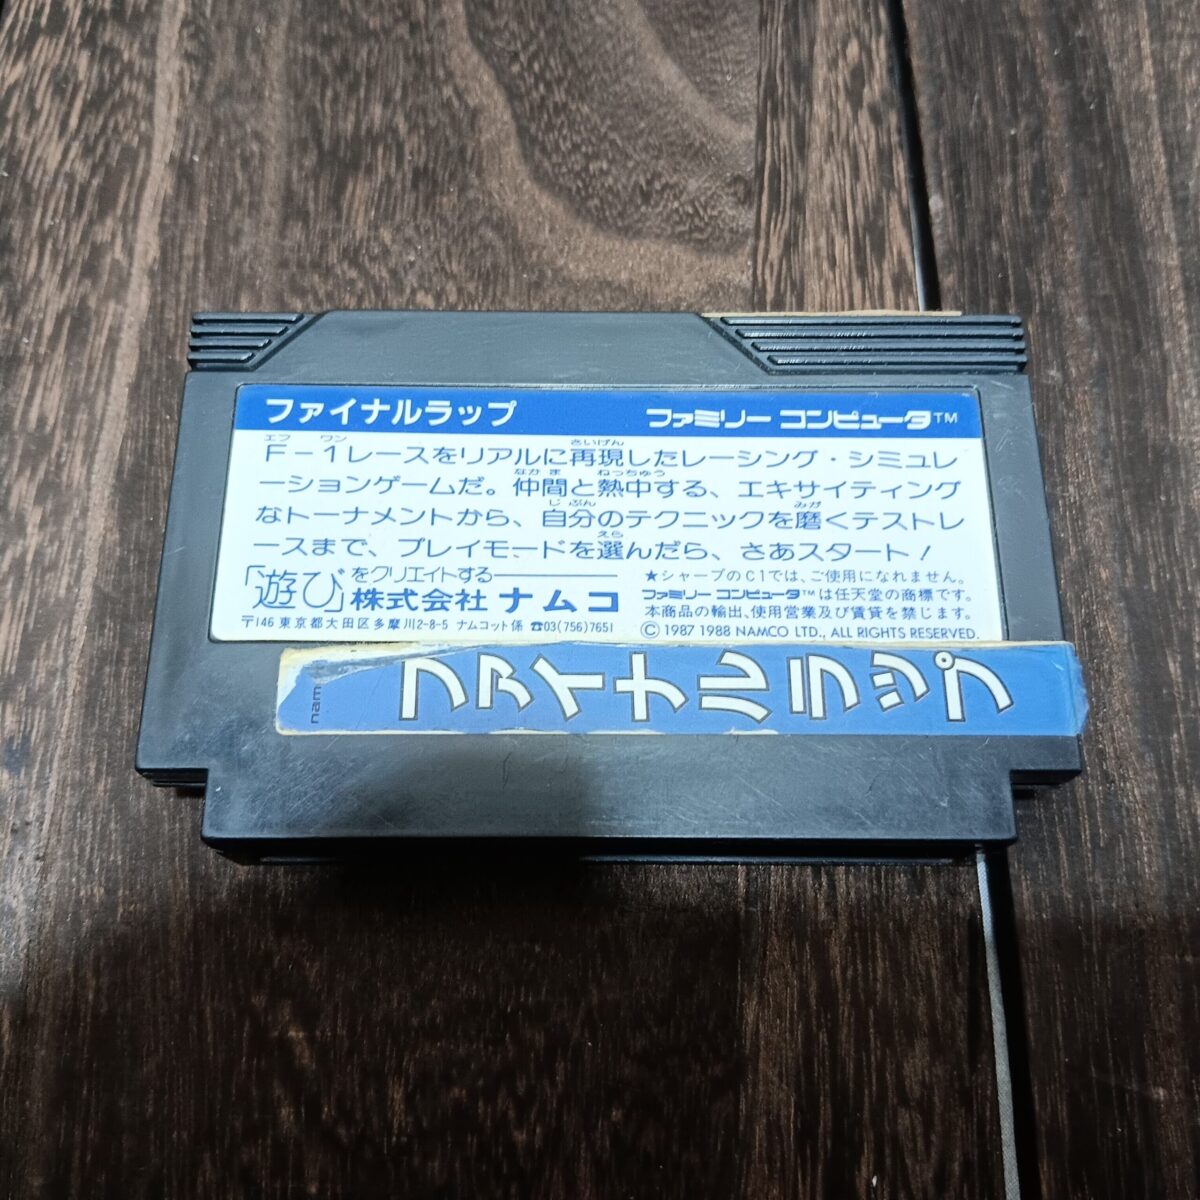 ファイナルラップ ファミリー コンピュータ™
エフ ワン さいげん
F-1レースをリアルに再現したレーシング・シミュレ
なかま ねっちゅう
ーションゲームだ。仲間と熱中する、エキサイティング
じぶん みが
なトーナメントから、自分のテクニックを磨くテストレ
えら
ースまで、プレイモードを選んだら、さあスタート!
「遊び」をクリエイトする
株式会社 ナムコ
〒146 東京都大田区多摩川2-8-5 ナムコット係 ☎03(756)7651
★シャープのC1では、ご使用になれません。
ファミリー コンピュータ™は任天堂の商標です。
本商品の輸出、使用営業及び賃貸を禁じます。
©1987 1988 NAMCO LTD., ALL RIGHTS RESERVED.
ファイナルラップ